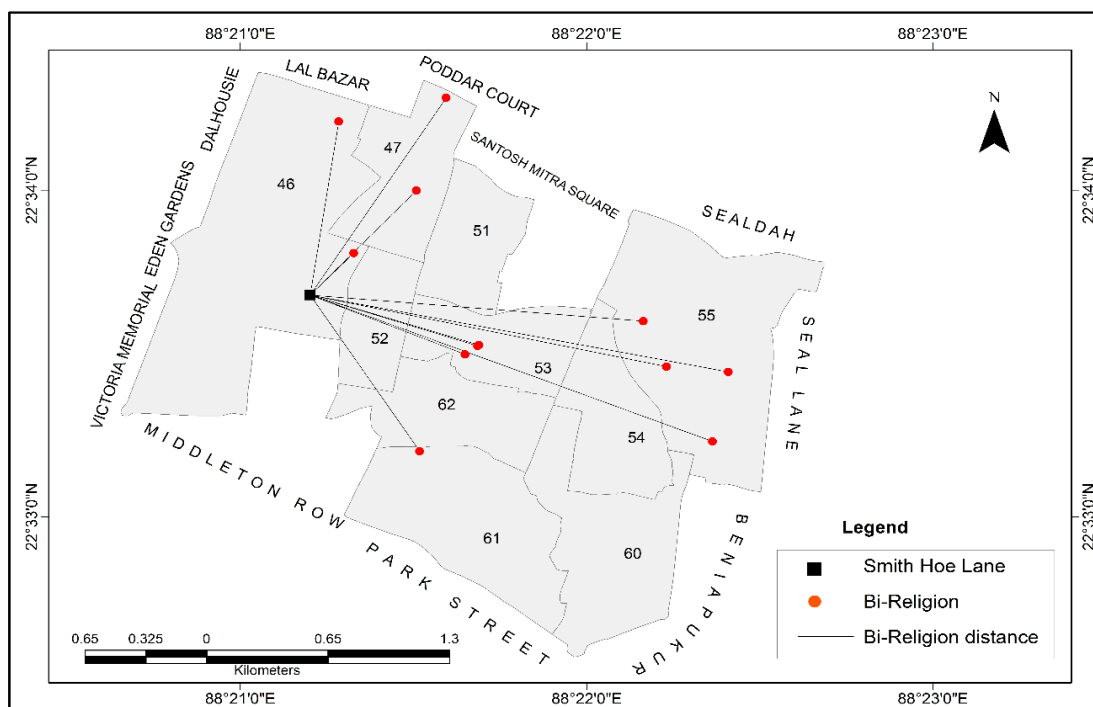 88°21'0"E 88°22'0"E 88°23'0"E
LAL BAZAR
PODDAR COURT
DALHOUSIE
SANTOSH MITRA SQUARE
SEALDAH
N
22°34'0"N 22°34'0"N
47
46
51
EDEN GARDENS
VICTORIA MEMORIAL
55
52
53
SEAL LANE
62
54
MIDDLETON ROW
22°33'0"N 22°33'0"N
61
60
PARK STREET
BENIAPUKUR
Legend
Smith Hoe Lane
Bi-Religion
Bi-Religion distance
0.65 0.325 0 0.65 1.3
Kilometers
88°21'0"E 88°22'0"E 88°23'0"E